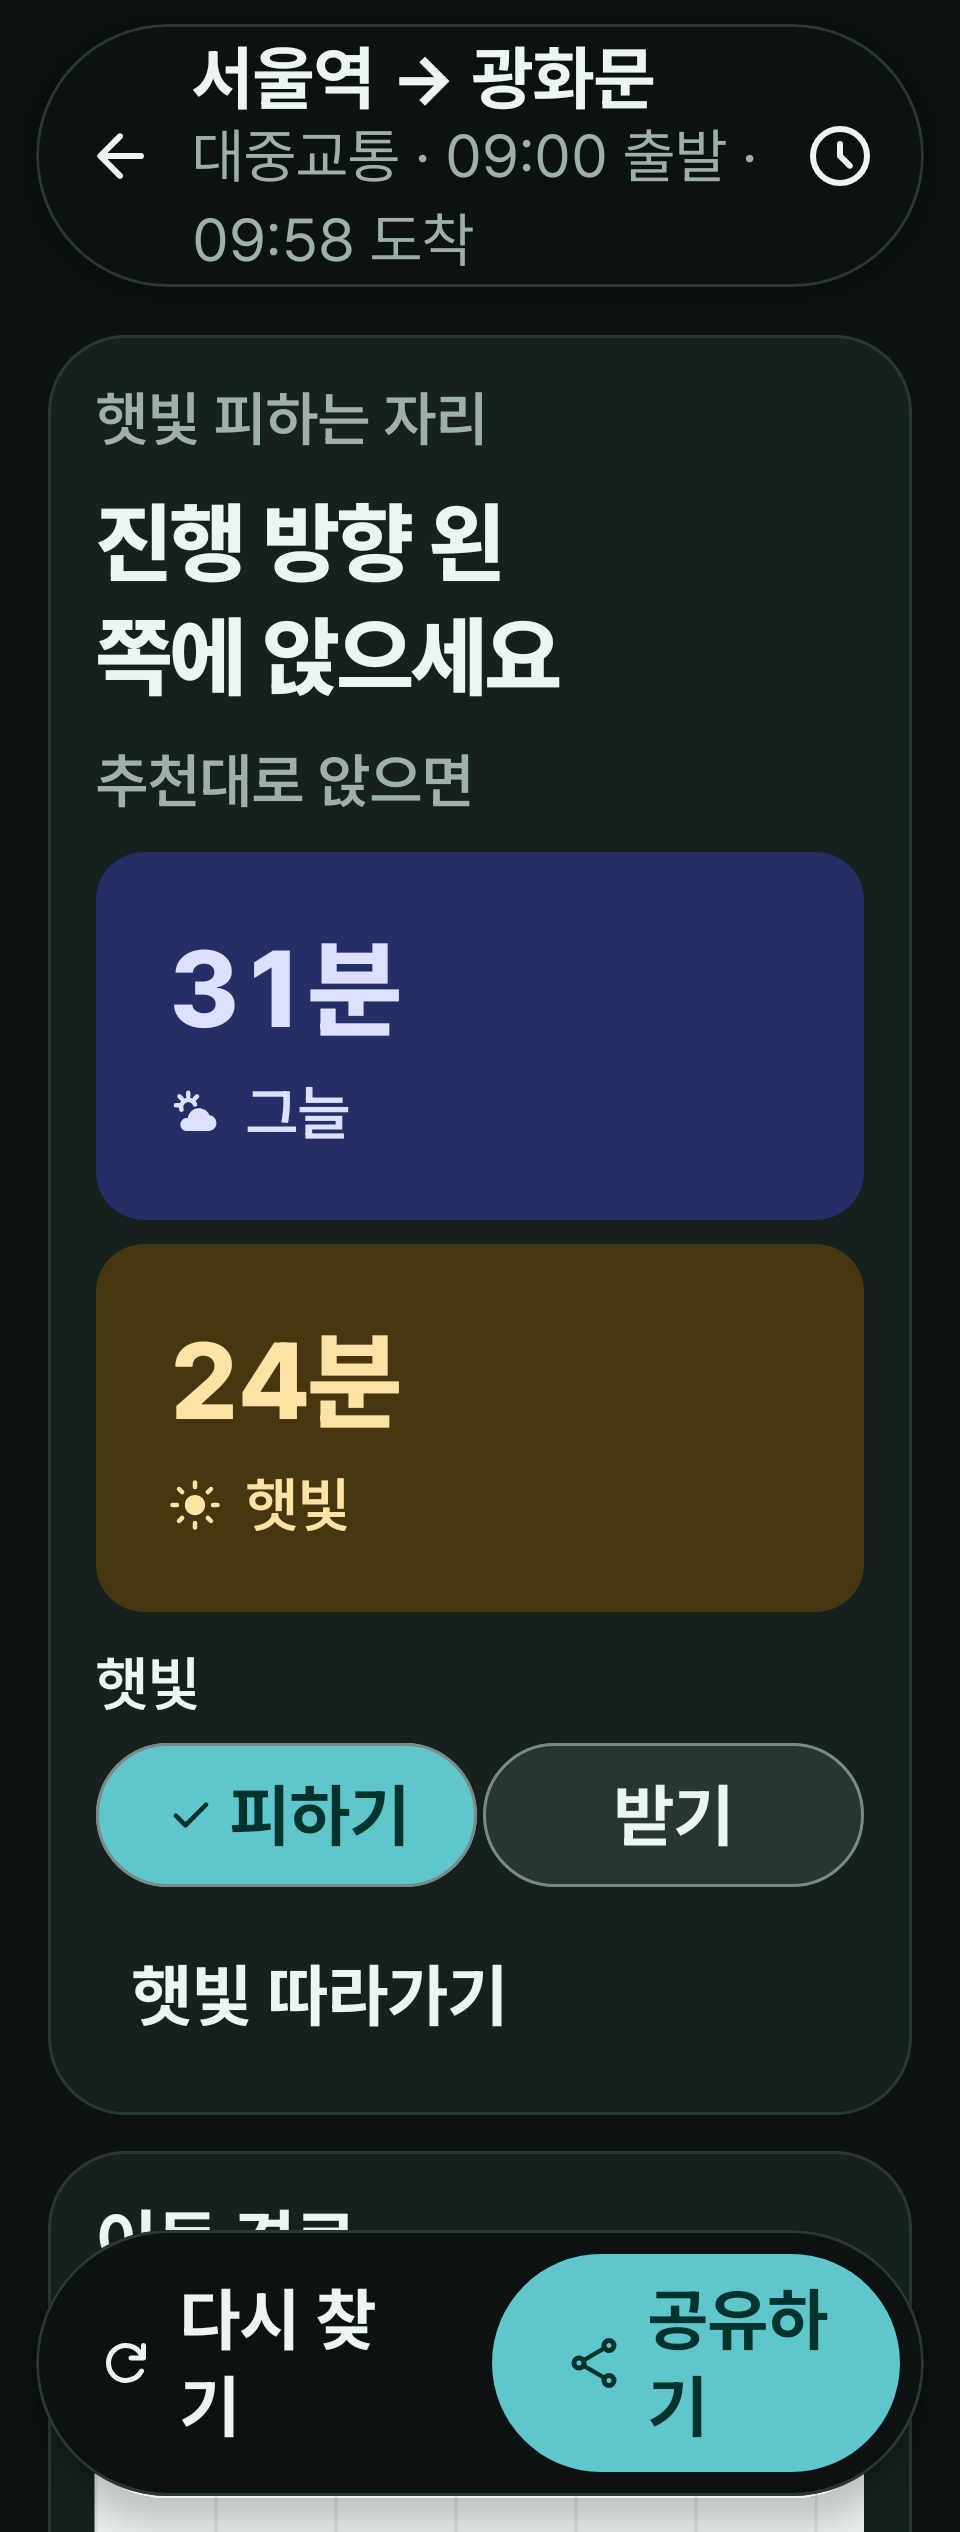 서울역 → 광화문
대중교통 · 09:00 출발 ·
09:58 도착
햇빛 피하는 자리
진행 방향 왼
쪽에 앉으세요
추천대로 앉으면
31분
그늘
24분
햇빛
햇빛
피하기
받기
햇빛 따라가기
다시 찾
기
공유하
기